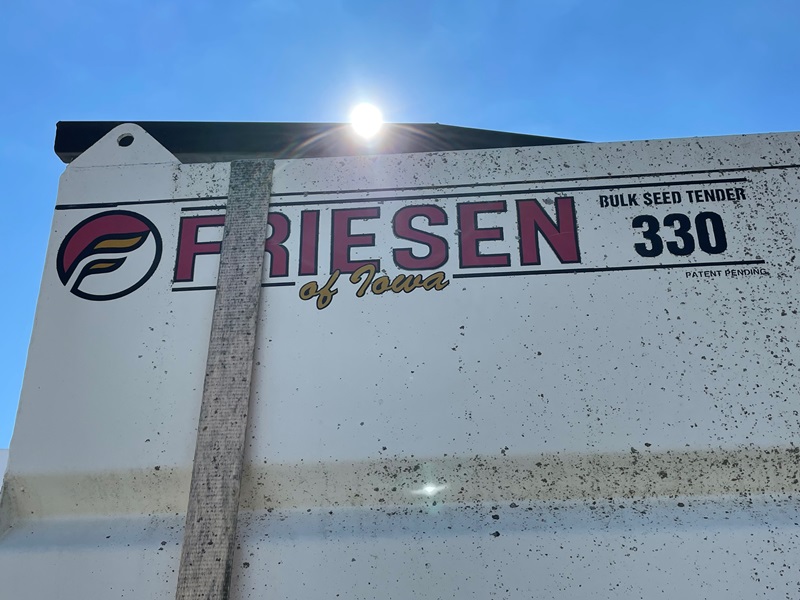 FRIESEN
of Iowa
BULK SEED TENDER
330
PATENT PENDING